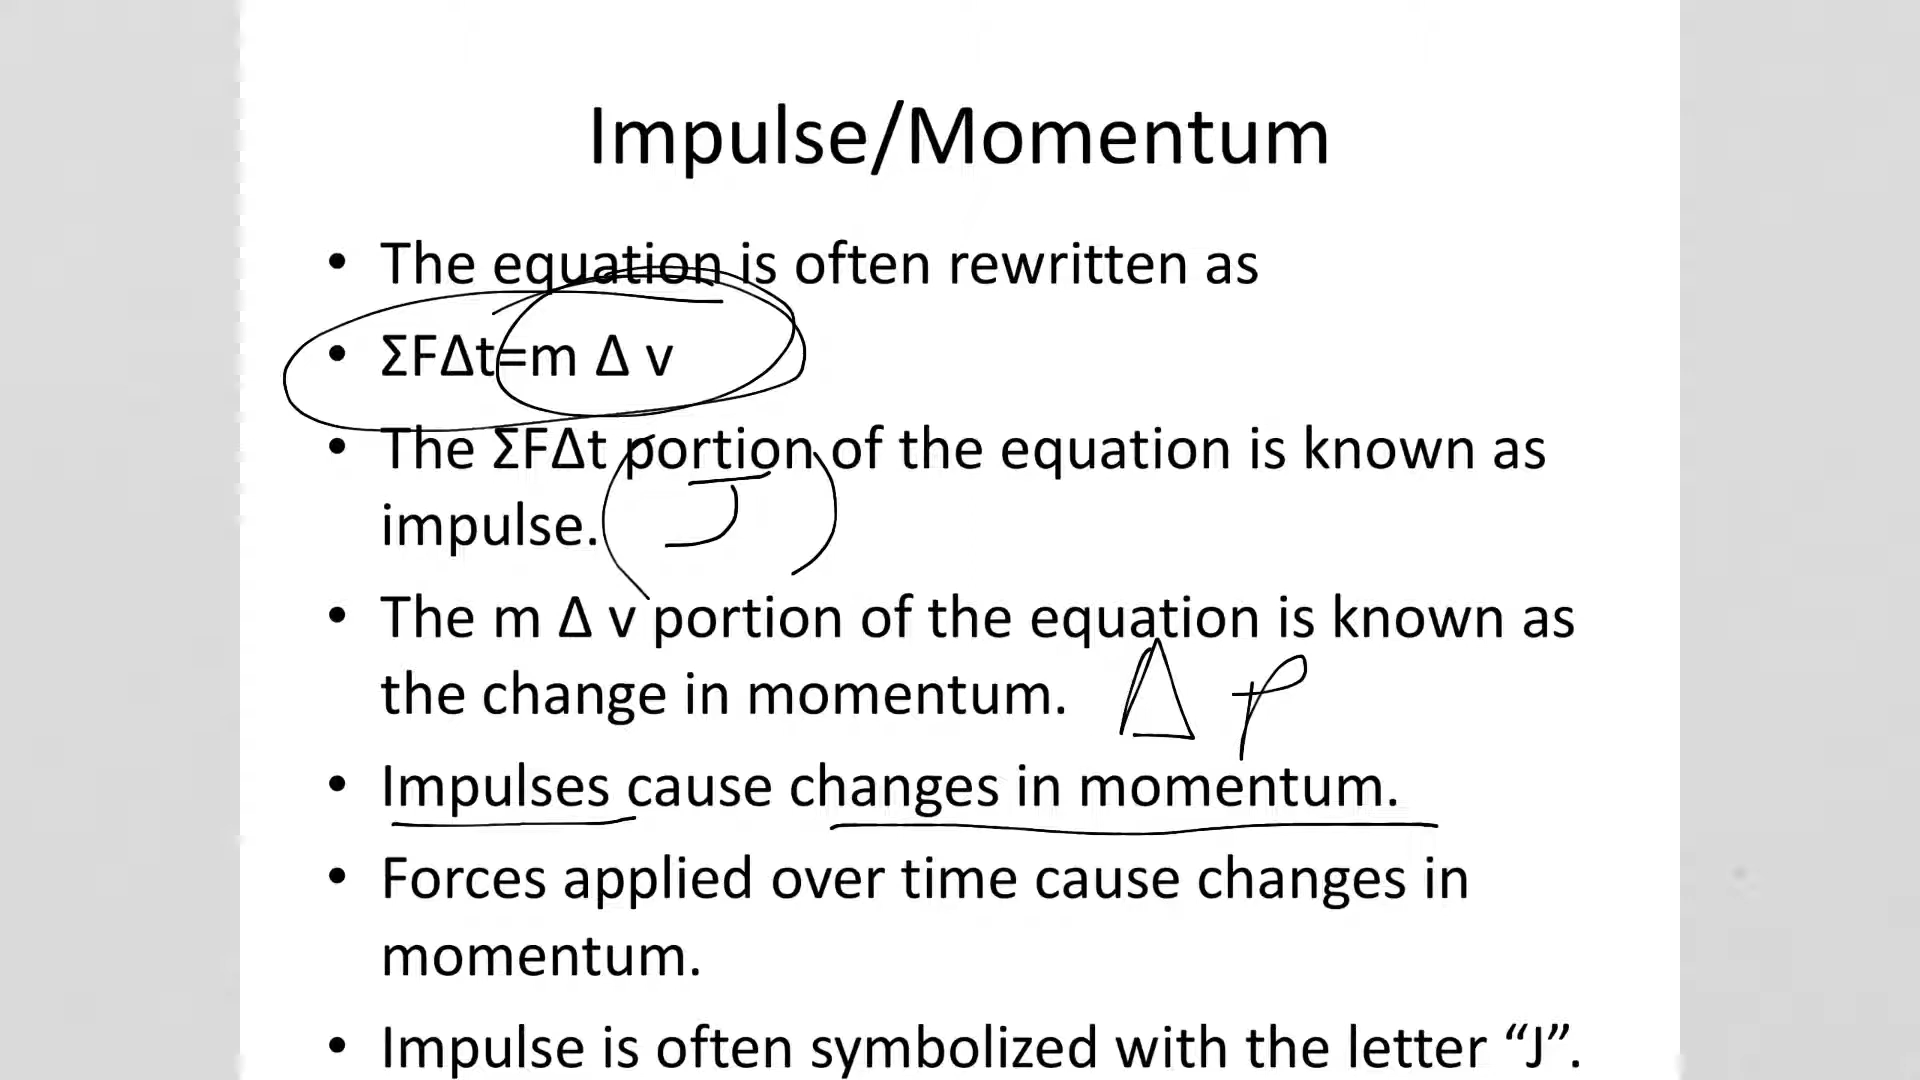 Impulse/Momentum
• The equation is often rewritten as
• ΣFΔt=m Δ v
• The ΣFΔt portion of the equation is known as
impulse. (J)
• The m Δ v portion of the equation is known as
the change in momentum. Δp
• Impulses cause changes in momentum.
• Forces applied over time cause changes in
momentum.
• Impulse is often symbolized with the letter “J”.